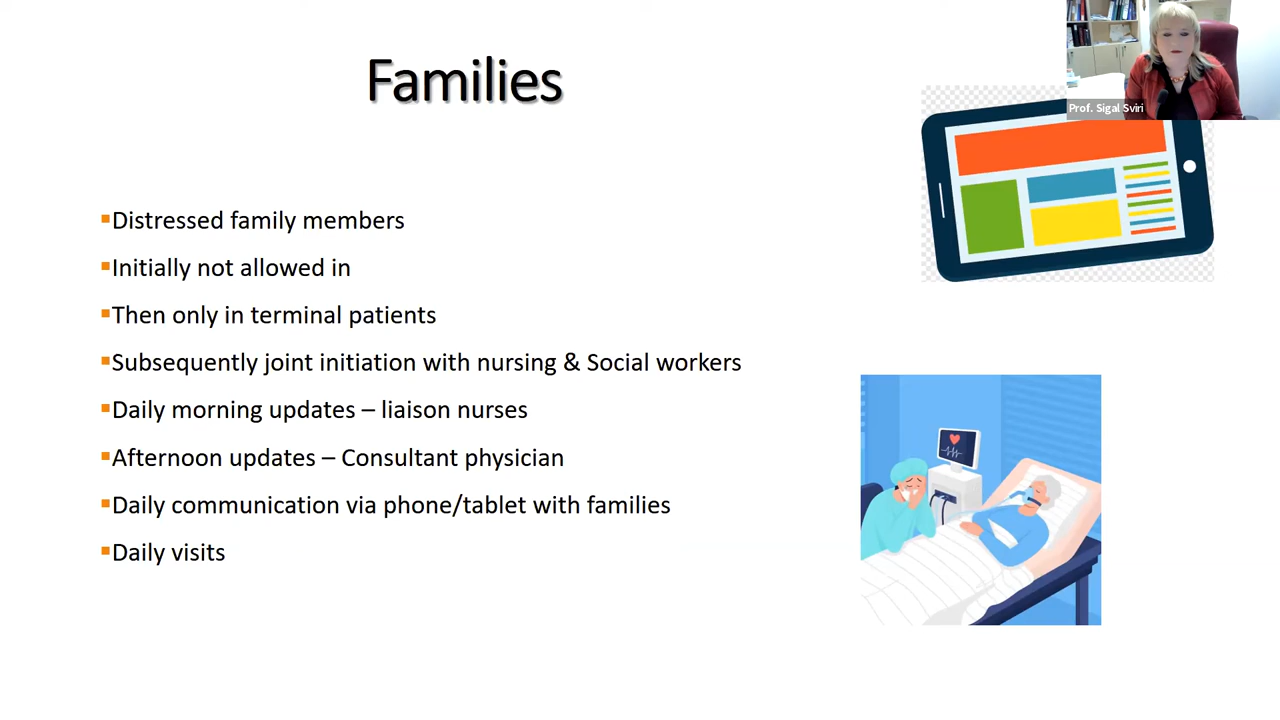 Families
Prof. Sigal Sviri
Distressed family members
Initially not allowed in
Then only in terminal patients
Subsequently joint initiation with nursing & Social workers
Daily morning updates – liaison nurses
Afternoon updates – Consultant physician
Daily communication via phone/tablet with families
Daily visits